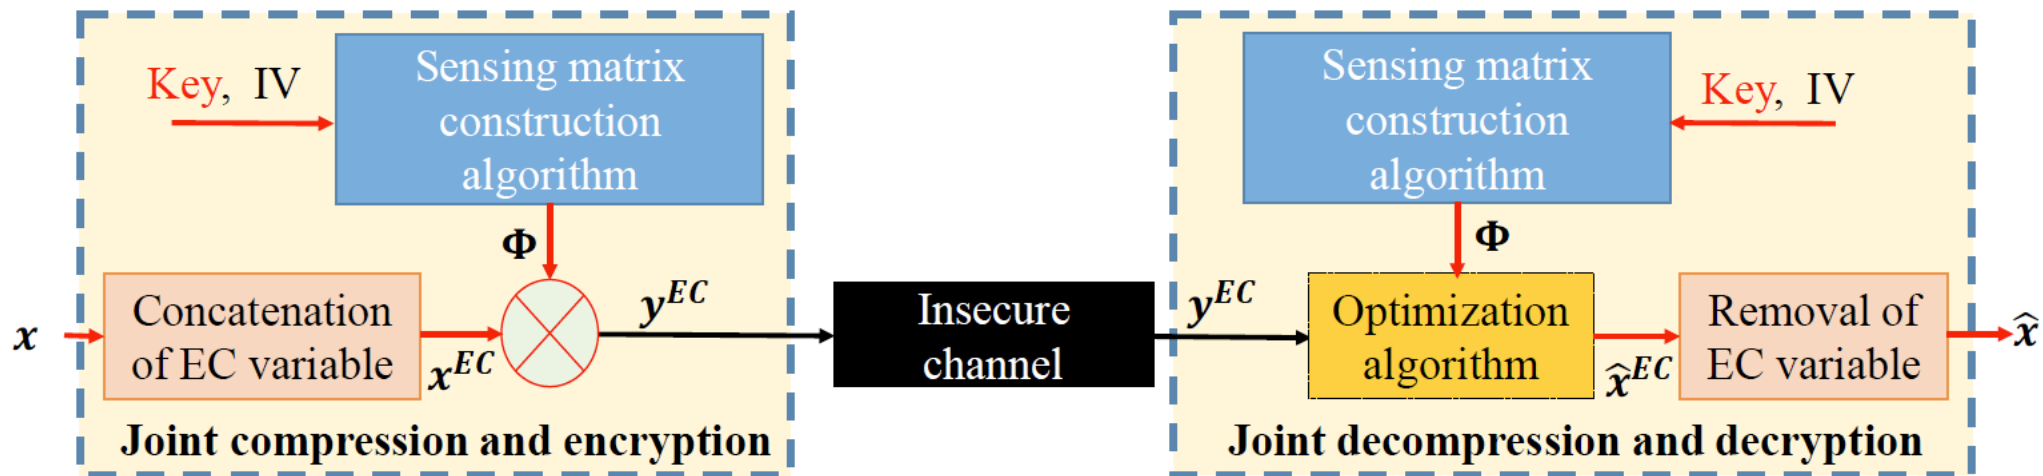 Key, IV
Sensing matrix
construction
algorithm
Φ
x
Concatenation
of EC variable
x^{EC}
y^{EC}
Joint compression and encryption
Insecure
channel
Sensing matrix
construction
algorithm
Key, IV
Φ
y^{EC}
Optimization
algorithm
x̂^{EC}
Removal of
EC variable
x̂
Joint decompression and decryption